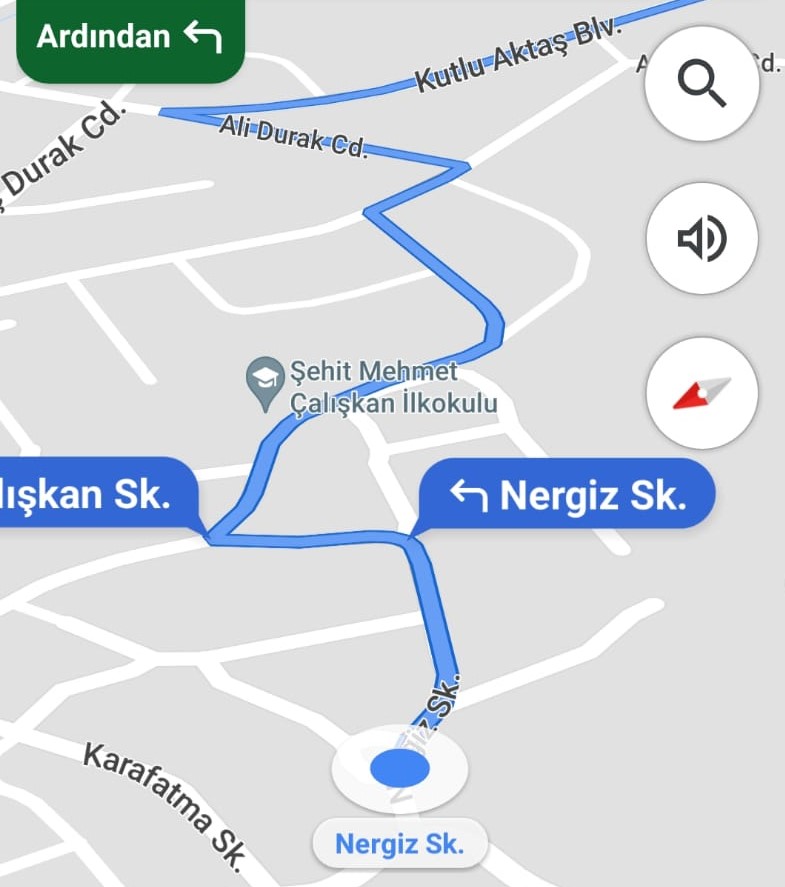 Ardından
Kutlu Aktaş Blv.
Durak Cd.
Ali Durak Cd.
Şehit Mehmet
Çalışkan İlkokulu
lışkan Sk.
Nergiz Sk.
Sk.
Karafatma Sk.
Nergiz Sk.